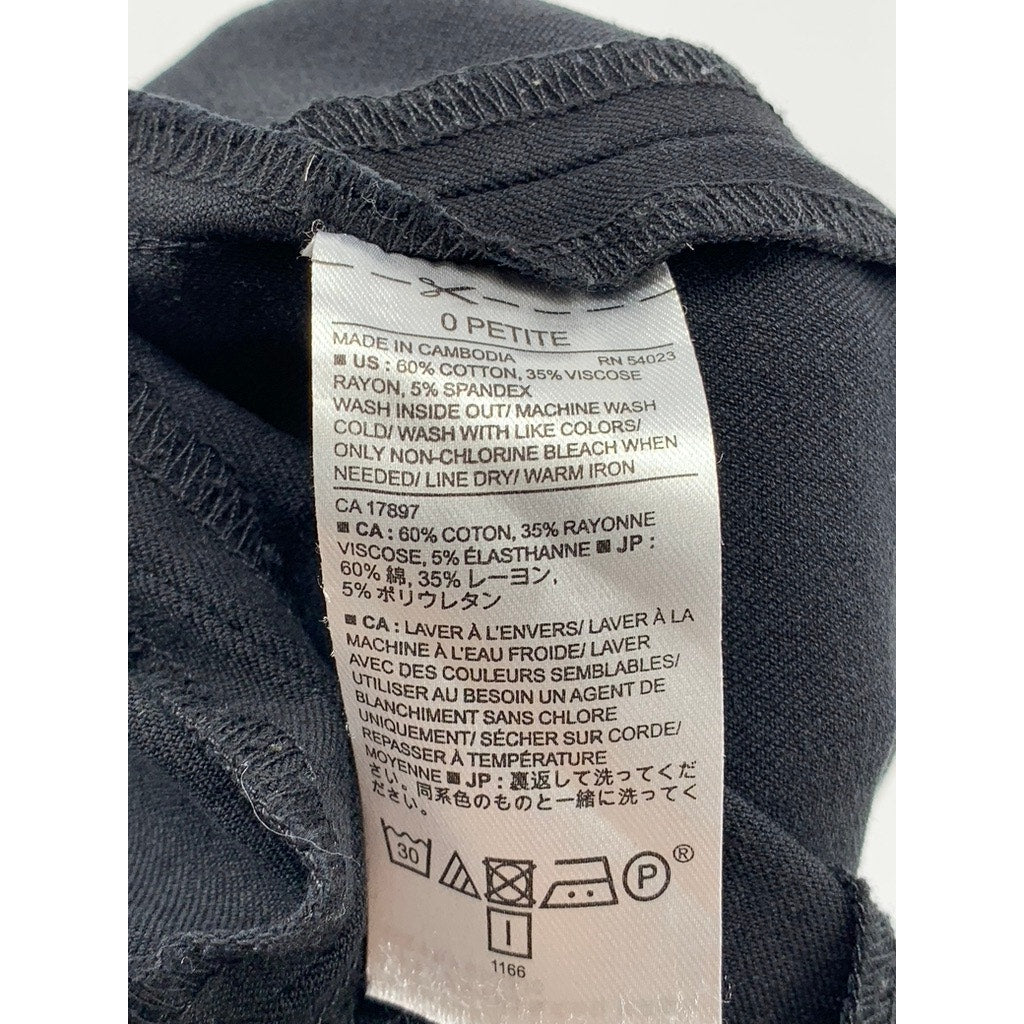 0 PETITE
MADE IN CAMBODIA RN 54023
US : 60% COTTON, 35% VISCOSE
RAYON, 5% SPANDEX
WASH INSIDE OUT/ MACHINE WASH
COLD/ WASH WITH LIKE COLORS/
ONLY NON-CHLORINE BLEACH WHEN
NEEDED/ LINE DRY/ WARM IRON
CA 17897
CA : 60% COTON, 35% RAYONNE
VISCOSE, 5% ÉLASTHANNE JP :
60% 綿, 35% レーヨン,
5% ポリウレタン
CA : LAVER À L'ENVERS/ LAVER À LA
MACHINE À L'EAU FROIDE/ LAVER
AVEC DES COULEURS SEMBLABLES/
UTILISER AU BESOIN UN AGENT DE
BLANCHIMENT SANS CHLORE
UNIQUEMENT/ SÉCHER SUR CORDE/
REPASSER À TEMPÉRATURE
MOYENNE JP : 裏返して洗ってくだ
さい。同系色のものと一緒に洗ってく
ださい。
30 P ®
1166